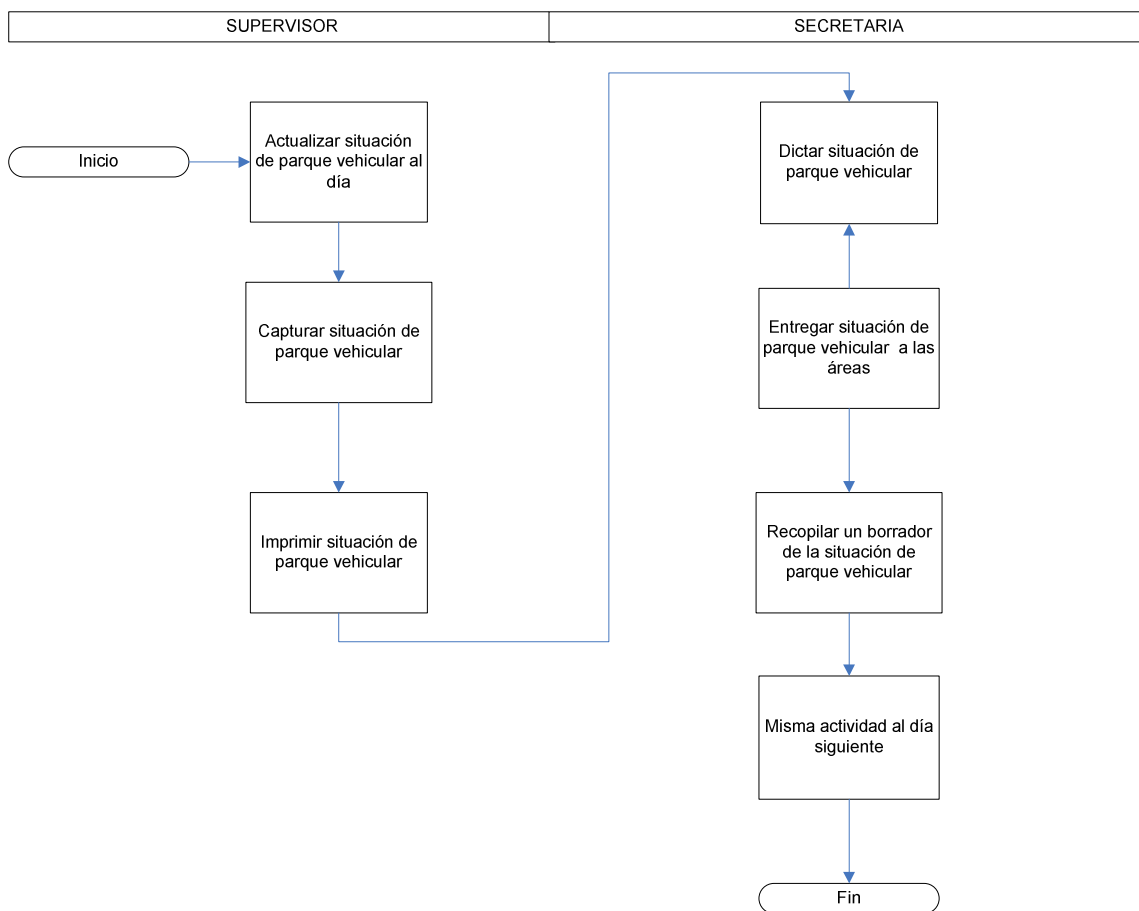 SUPERVISOR
SECRETARIA
Inicio
Actualizar situación
de parque vehicular al
día
Capturar situación de
parque vehicular
Imprimir situación de
parque vehicular
Dictar situación de
parque vehicular
Entregar situación de
parque vehicular a las
áreas
Recopilar un borrador
de la situación de
parque vehicular
Misma actividad al día
siguiente
Fin